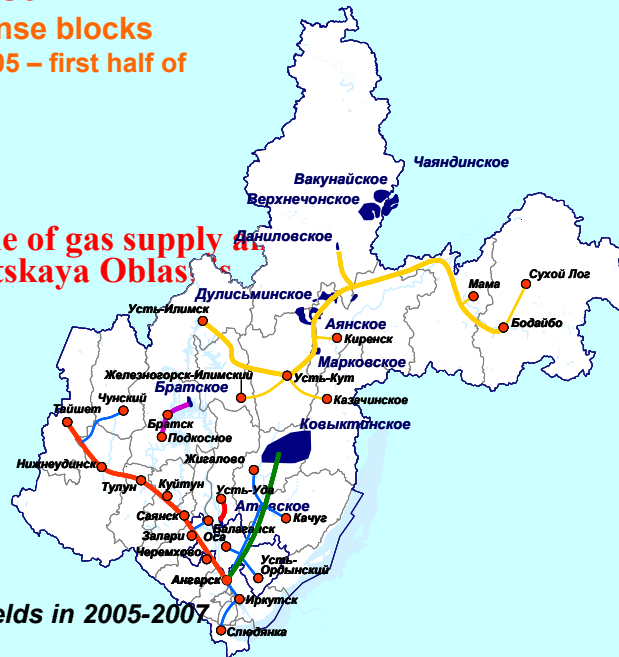 nse blocks
05 – first half of
Чаяндинское
Вакунайское
Верхнечонское
e of gas supply a
Даниловское
tskaya Oblas
Сухой Лог
Мама
Дулисьминское
Усть-Илимск
Аянское
Бодайбо
Киренск
Марковское
Железногорск-Илимский
Усть-Кут
Братское
Казачинское
Чунский
Тайшет
Братск
Ковыктинское
Подкосное
Жигалово
Нижнеудинск
Куйтун
Тулун
Усть-Уда
Саянск
Качуг
Балаганск
Залари
Оса
Черемхово
Усть-
Ордынский
Ангарск
Иркутск
elds in 2005-2007
Слюдянка